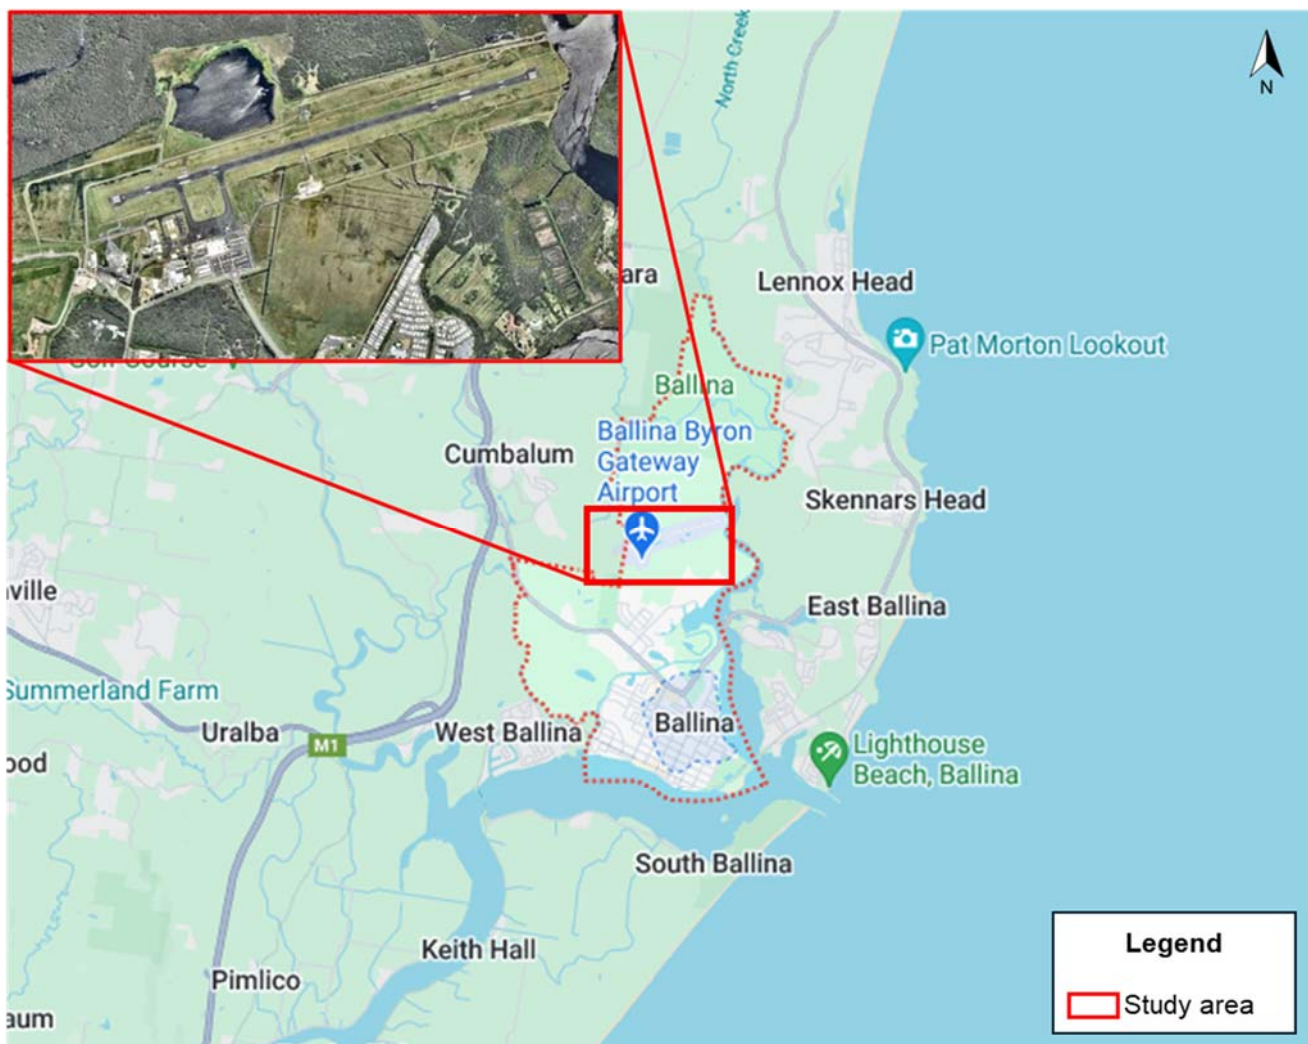 North Creek
N
ara
Lennox Head
Pat Morton Lookout
Golf Course
Ballina
Ballina Byron
Gateway
Airport
Cumbalum
Skennars Head
ville
East Ballina
Summerland Farm
Uralba
West Ballina
Ballina
M1
Lighthouse
Beach, Ballina
ood
South Ballina
Keith Hall
Pimlico
aum
Legend
Study area